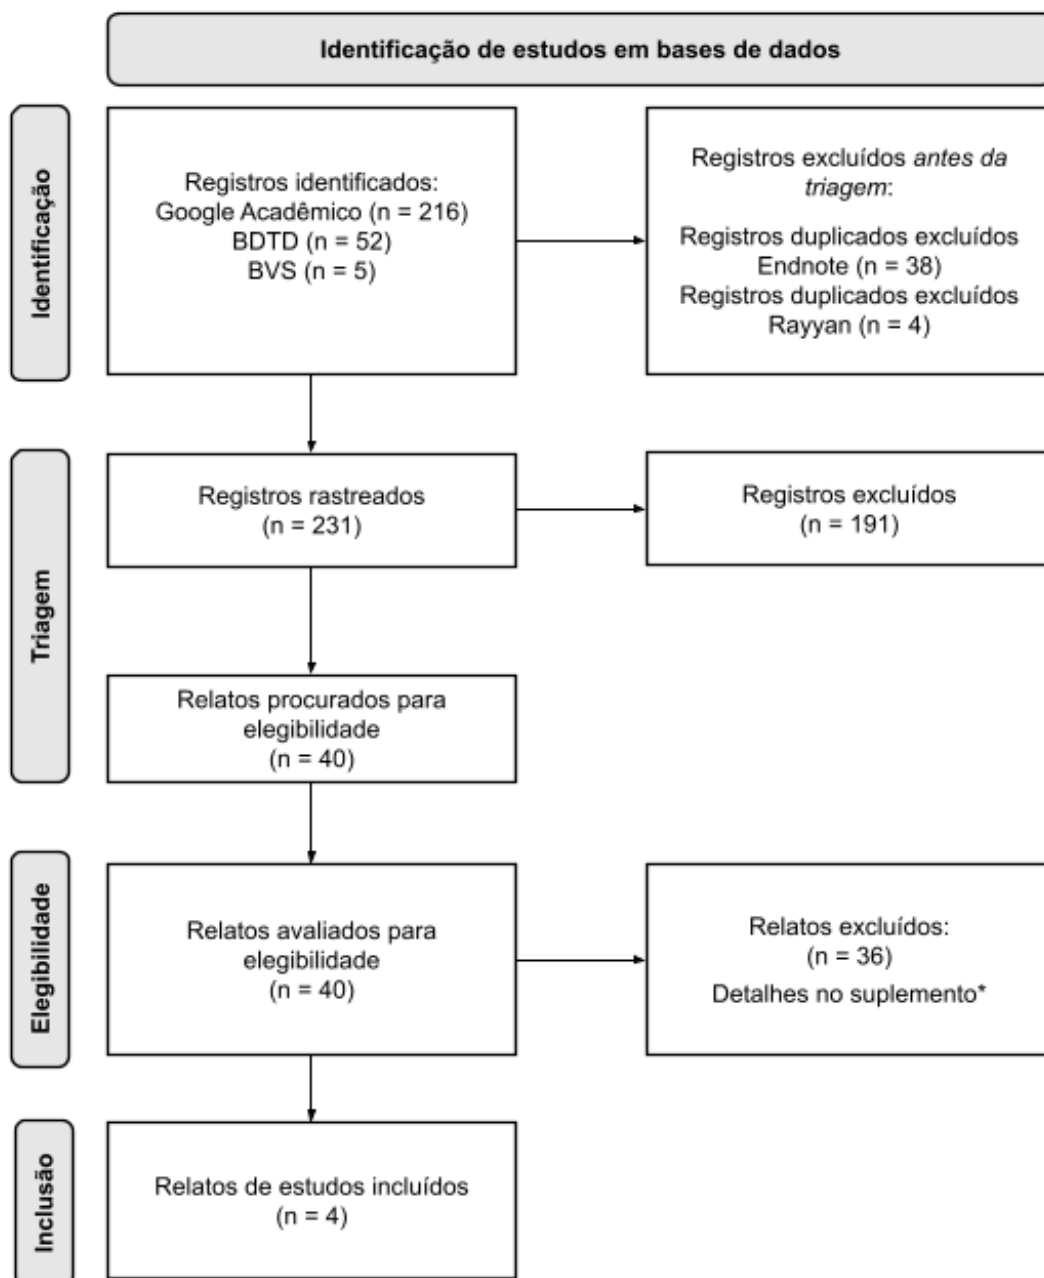 Identificação de estudos em bases de dados
Identificação
Registros identificados:
Google Acadêmico (n = 216)
BDTD (n = 52)
BVS (n = 5)
Registros excluídos antes da
triagem:
Registros duplicados excluídos
Endnote (n = 38)
Registros duplicados excluídos
Rayyan (n = 4)
Triagem
Registros rastreados
(n = 231)
Registros excluídos
(n = 191)
Relatos procurados para
elegibilidade
(n = 40)
Elegibilidade
Relatos avaliados para
elegibilidade
(n = 40)
Relatos excluídos:
(n = 36)
Detalhes no suplemento*
Inclusão
Relatos de estudos incluídos
(n = 4)